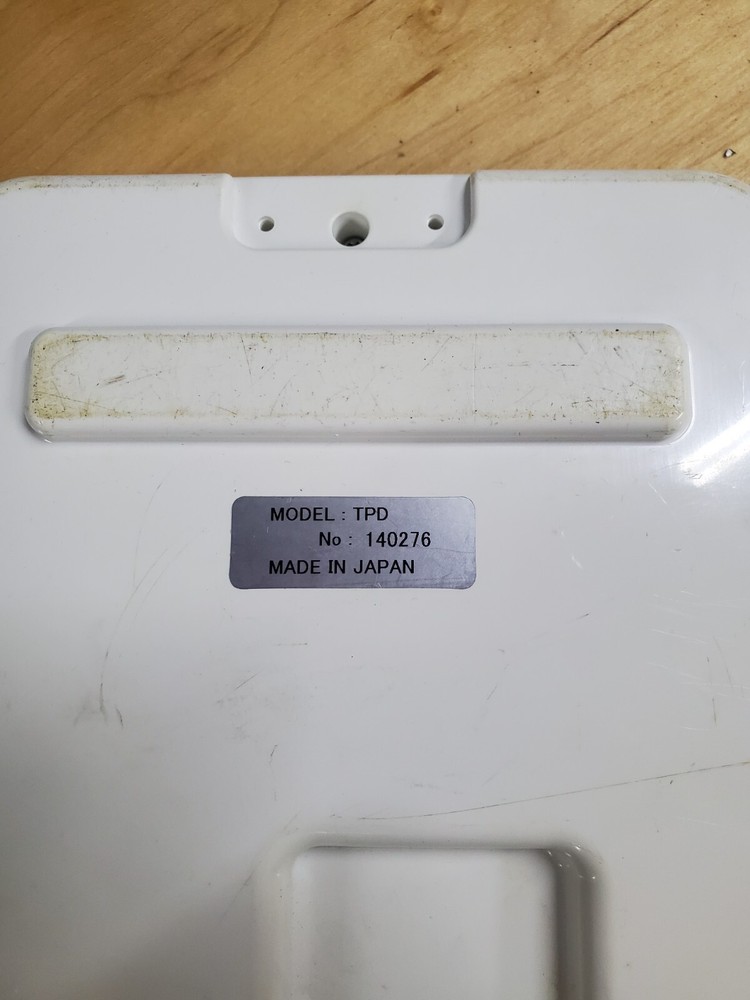 MODEL : TPD
No : 140276
MADE IN JAPAN